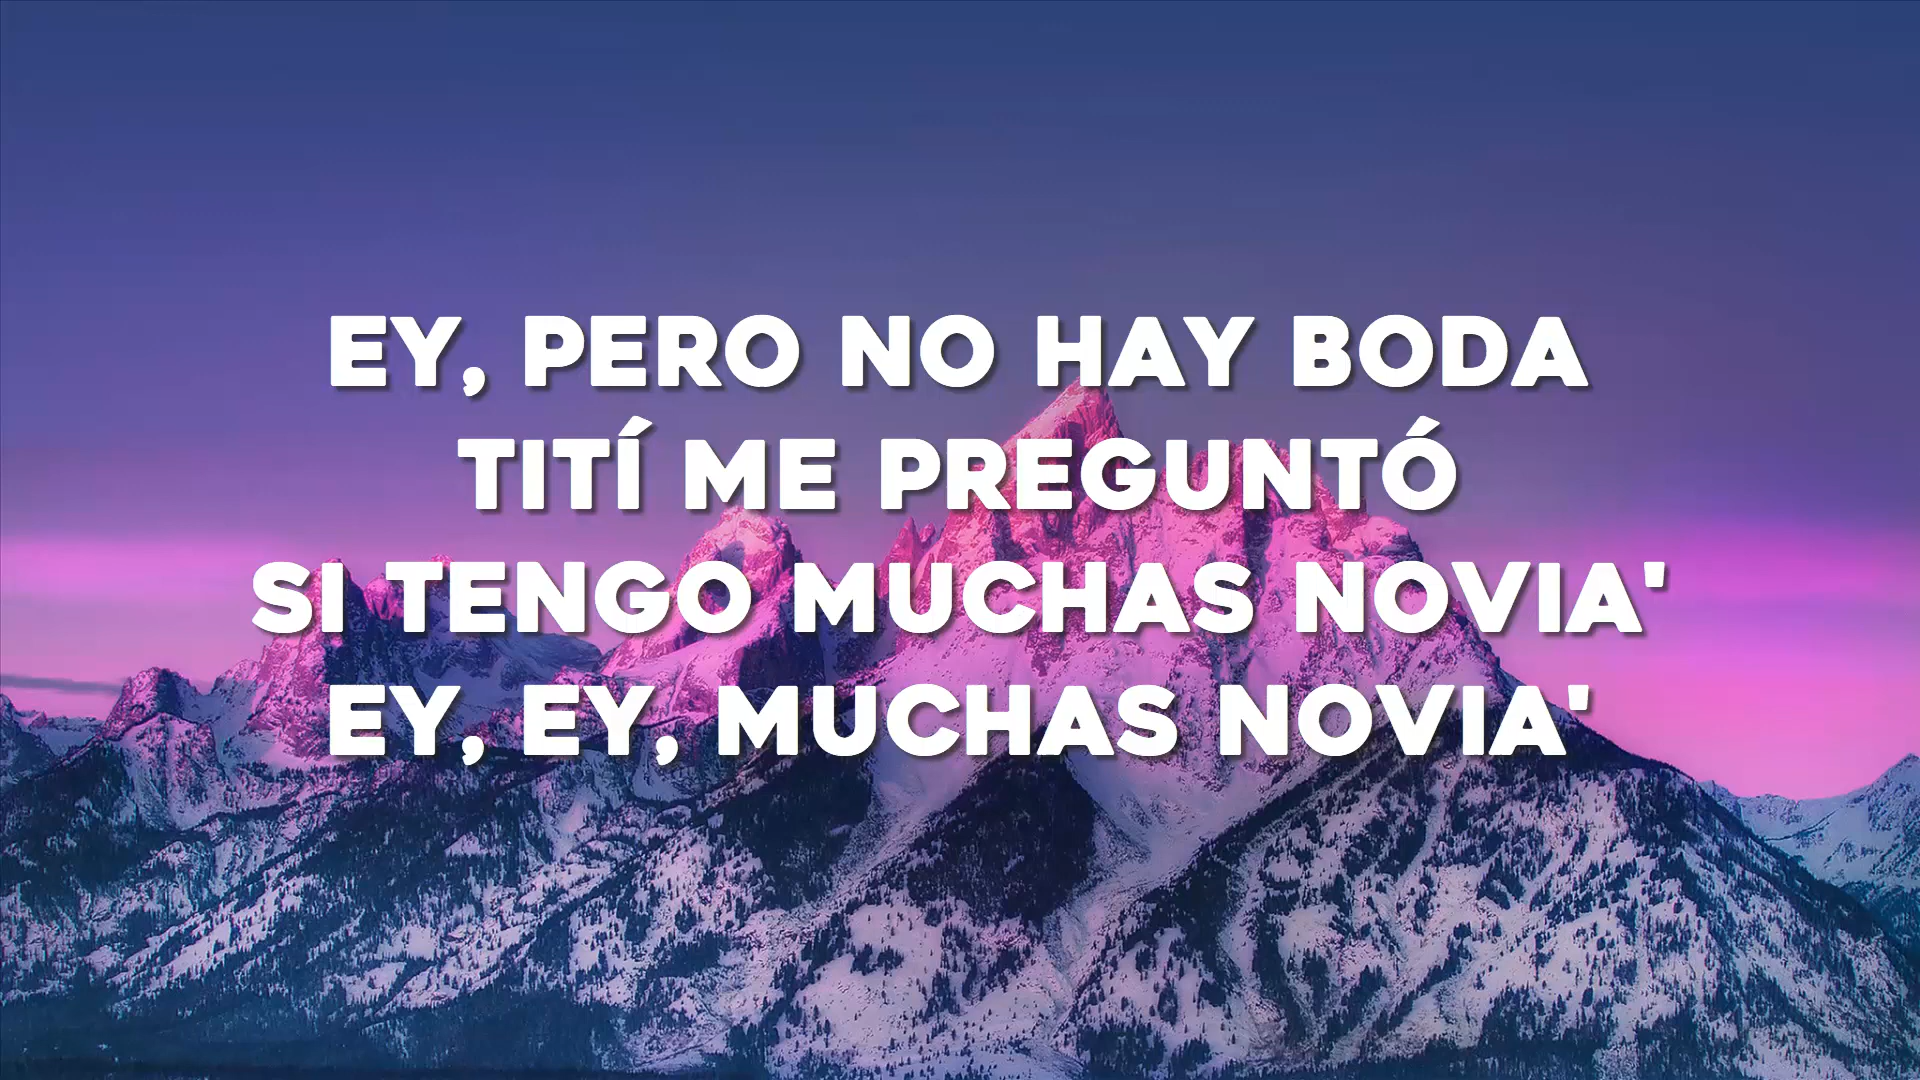 EY, PERO NO HAY BODA
TITÍ ME PREGUNTÓ
SI TENGO MUCHAS NOVIA'
EY, EY, MUCHAS NOVIA'